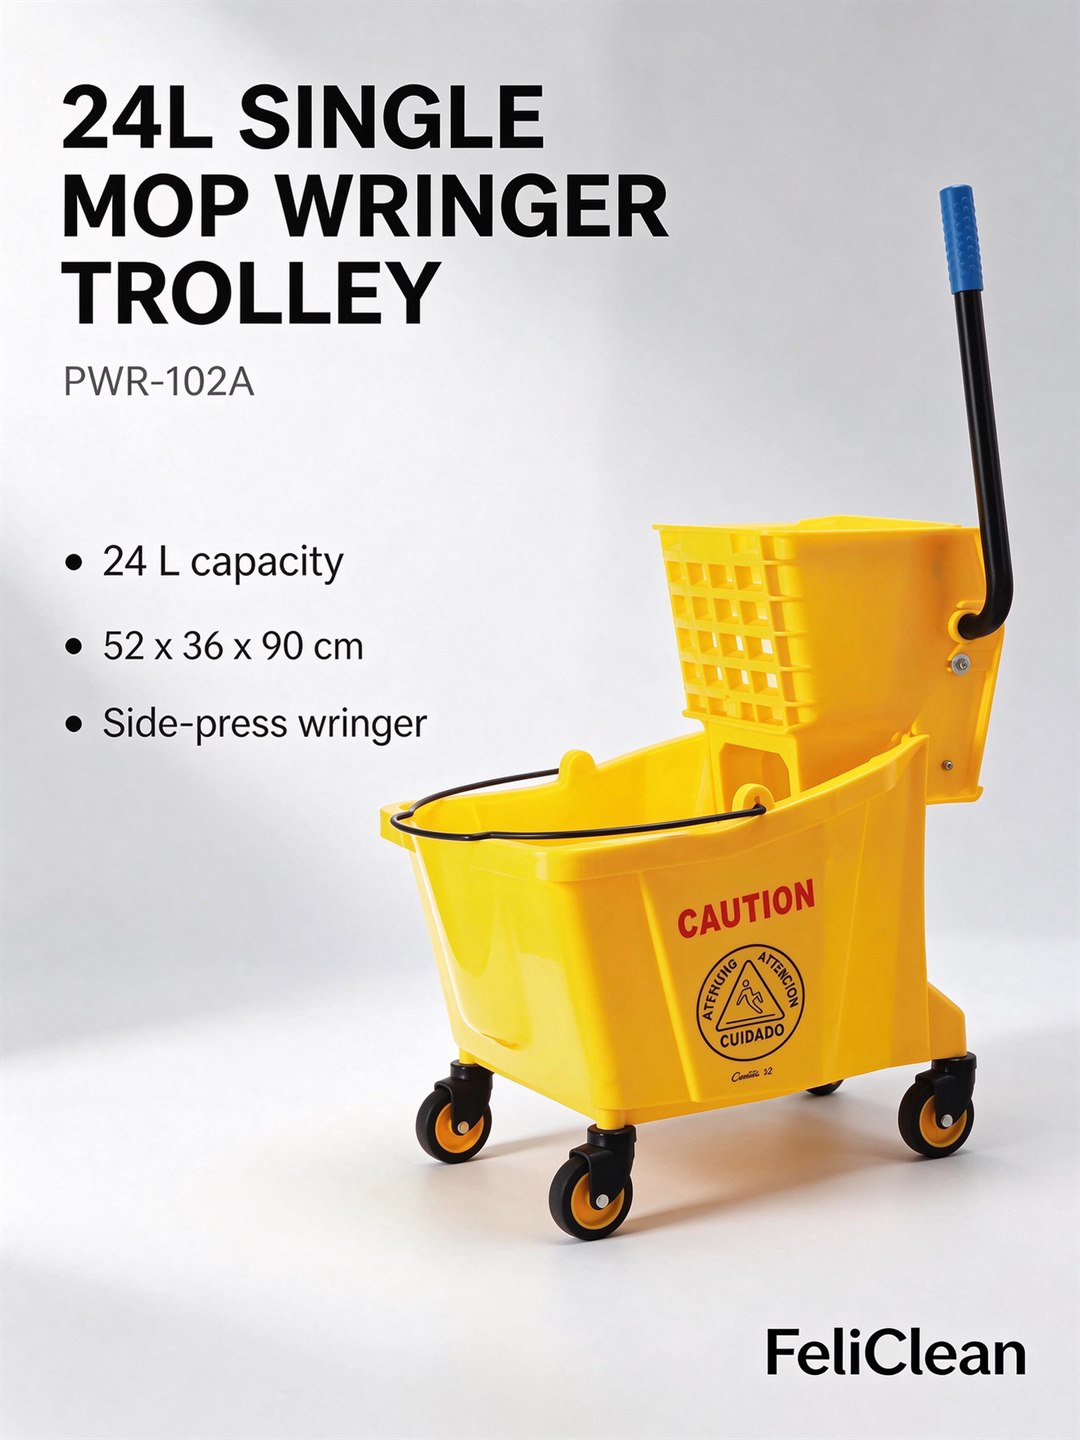 24L SINGLE
MOP WRINGER
TROLLEY
PWR-102A
24 L capacity
52 x 36 x 90 cm
Side-press wringer
CAUTION
ATTENCION
CUIDADO
FeliClean